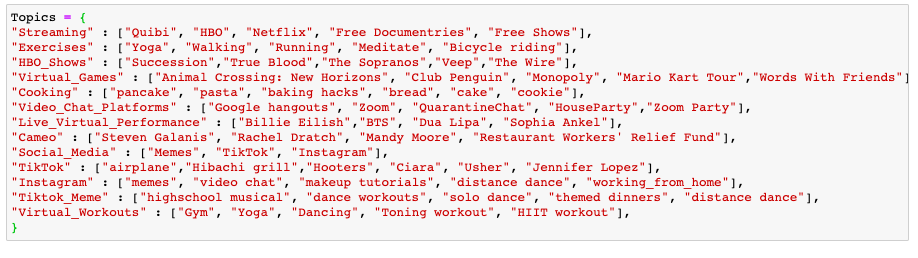 Topics = {
"Streaming" : ["Quibi", "HBO", "Netflix", "Free Documentries", "Free Shows"],
"Exercises" : ["Yoga", "Walking", "Running", "Meditate", "Bicycle riding"],
"HBO_Shows" : ["Succession","True Blood","The Sopranos","Veep","The Wire"],
"Virtual_Games" : ["Animal Crossing: New Horizons", "Club Penguin", "Monopoly", "Mario Kart Tour","Words With Friends"]
"Cooking" : ["pancake", "pasta", "baking hacks", "bread", "cake", "cookie"],
"Video_Chat_Platforms" : ["Google hangouts", "Zoom", "QuarantineChat", "HouseParty","Zoom Party"],
"Live_Virtual_Performance" : ["Billie Eilish","BTS", "Dua Lipa", "Sophia Ankel"],
"Cameo" : ["Steven Galanis", "Rachel Dratch", "Mandy Moore", "Restaurant Workers' Relief Fund"],
"Social_Media" : ["Memes", "TikTok", "Instagram"],
"TikTok" : ["airplane","Hibachi grill","Hooters", "Ciara", "Usher", "Jennifer Lopez"],
"Instagram" : ["memes", "video chat", "makeup tutorials", "distance dance", "working_from_home"],
"Tiktok_Meme" : ["highschool musical", "dance workouts", "solo dance", "themed dinners", "distance dance"],
"Virtual_Workouts" : ["Gym", "Yoga", "Dancing", "Toning workout", "HIIT workout"],
}